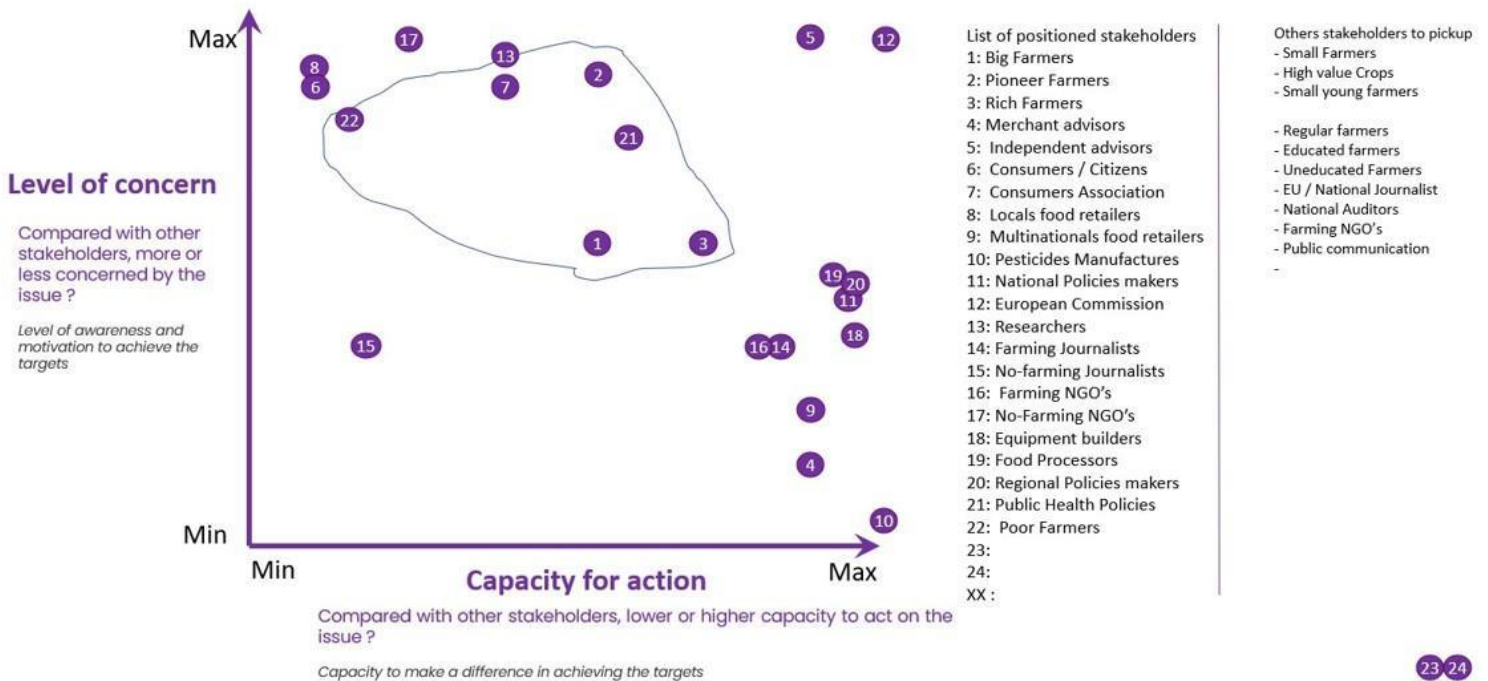 Max
Level of concern
Compared with other
stakeholders, more or
less concerned by the
issue ?
Level of awareness and
motivation to achieve the
targets
Min
17
13
5
12
8
6
7
2
22
21
1
3
19
20
11
18
15
16
14
9
4
10
Min
Capacity for action
Max
Compared with other stakeholders, lower or higher capacity to act on the
issue ?
Capacity to make a difference in achieving the targets
List of positioned stakeholders
1: Big Farmers
2: Pioneer Farmers
3: Rich Farmers
4: Merchant advisors
5: Independent advisors
6: Consumers / Citizens
7: Consumers Association
8: Locals food retailers
9: Multinationals food retailers
10: Pesticides Manufactures
11: National Policies makers
12: European Commission
13: Researchers
14: Farming Journalists
15: No-farming Journalists
16: Farming NGO's
17: No-Farming NGO's
18: Equipment builders
19: Food Processors
20: Regional Policies makers
21: Public Health Policies
22: Poor Farmers
23:
24:
XX :
Others stakeholders to pickup
- Small Farmers
- High value Crops
- Small young farmers
- Regular farmers
- Educated farmers
- Uneducated Farmers
- EU / National Journalist
- National Auditors
- Farming NGO's
- Public communication
-
23
24